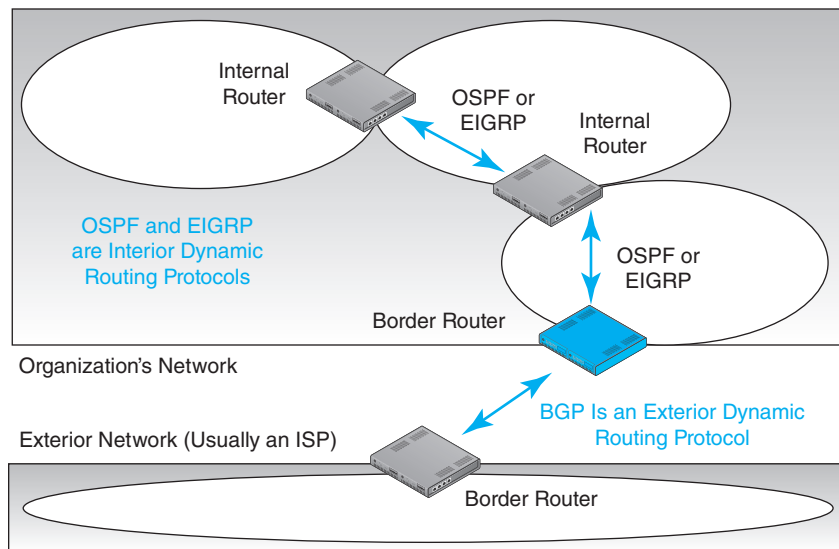 Internal
Router
OSPF or
EIGRP
Internal
Router
OSPF and EIGRP
are Interior Dynamic
Routing Protocols
OSPF or
EIGRP
Border Router
Organization's Network
BGP Is an Exterior Dynamic
Routing Protocol
Exterior Network (Usually an ISP)
Border Router